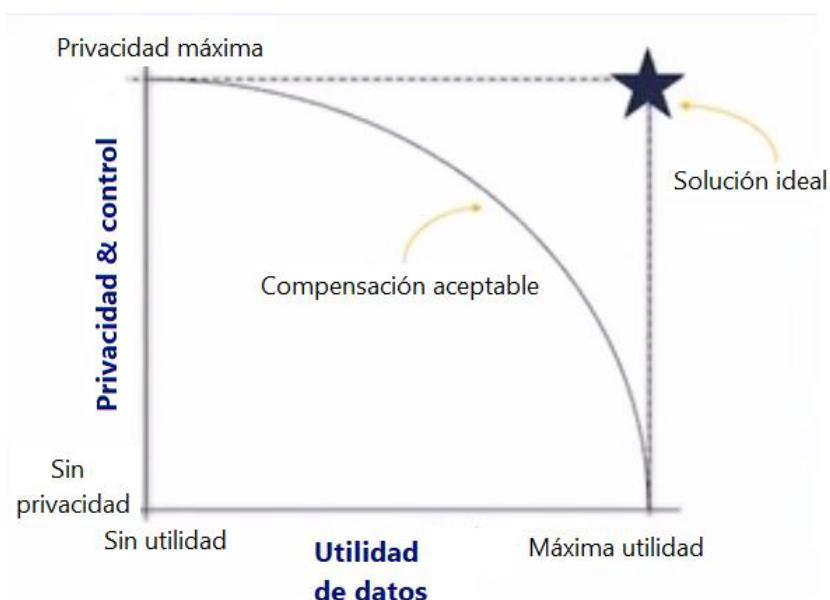 Privacidad máxima
Solución ideal
Privacidad & control
Compensación aceptable
Sin
privacidad
Sin utilidad
Utilidad
de datos
Máxima utilidad